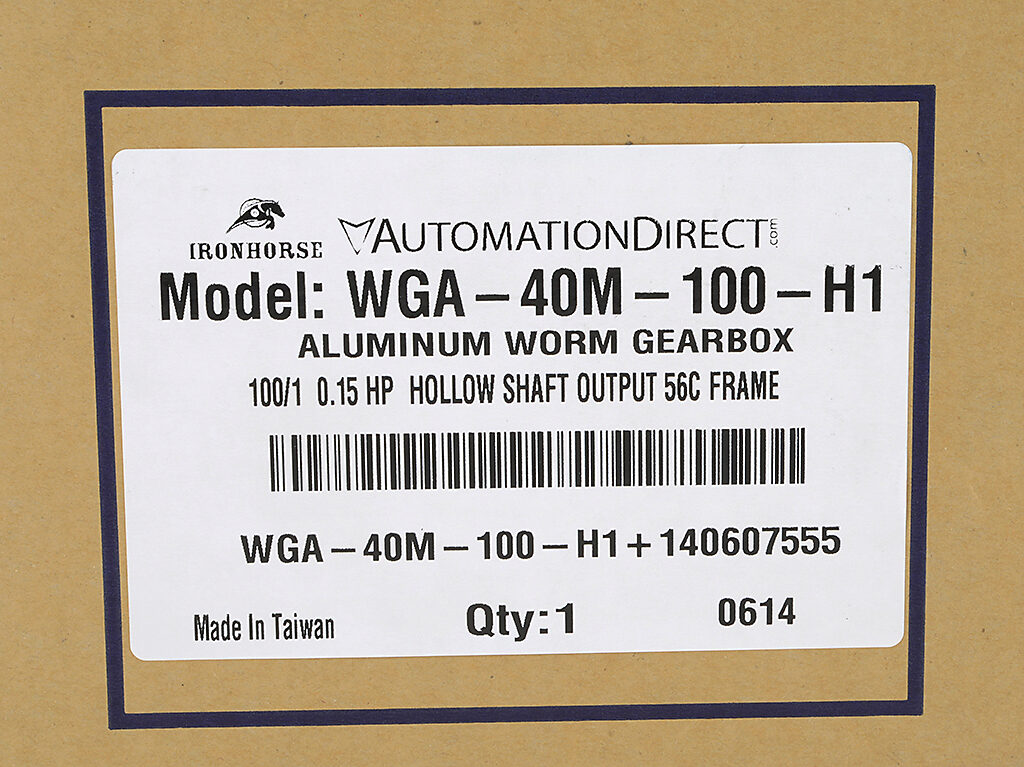 IRONHORSE AUTOMATIONDIRECT.com
Model: WGA-40M-100-H1
ALUMINUM WORM GEARBOX
100/1 0.15 HP HOLLOW SHAFT OUTPUT 56C FRAME
WGA-40M-100-H1+140607555
Made In Taiwan Qty:1 0614